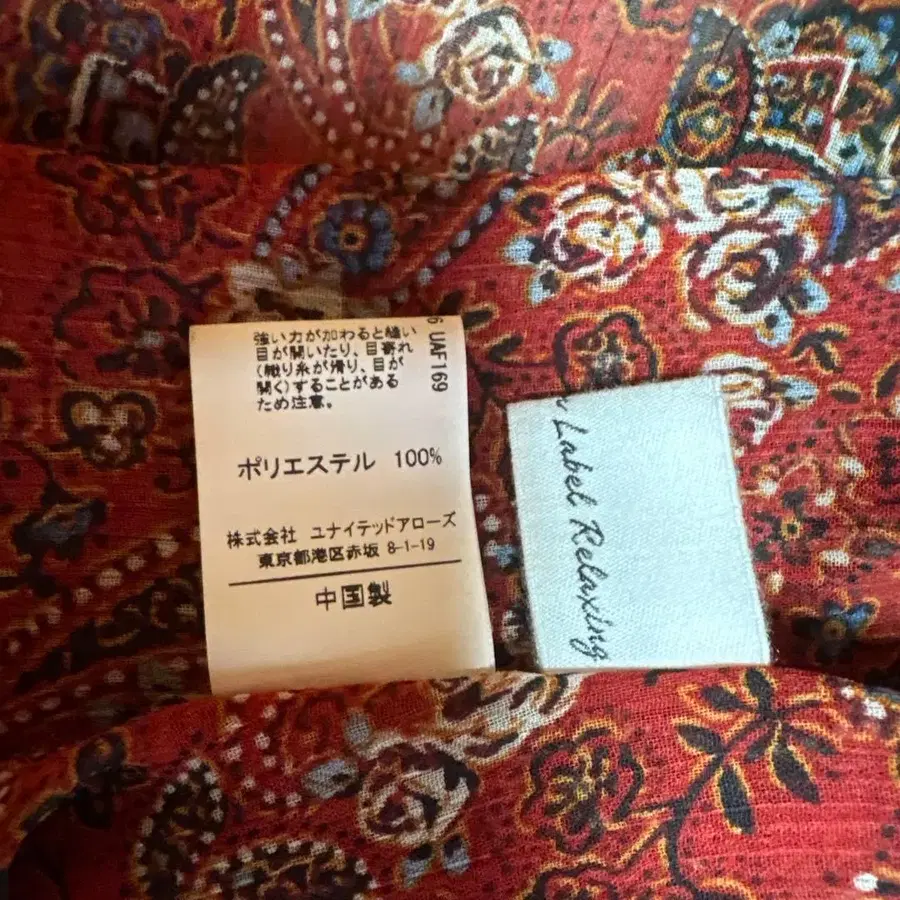 強い力が加わると縫い
目が開いたり、目寄れ
(織り糸が滑り、目が
開く)することがある
ため注意。
6 UAF169
ポリエステル 100%
株式会社 ユナイテッドアローズ
東京都港区赤坂 8-1-19
中国製
Label Relaxing